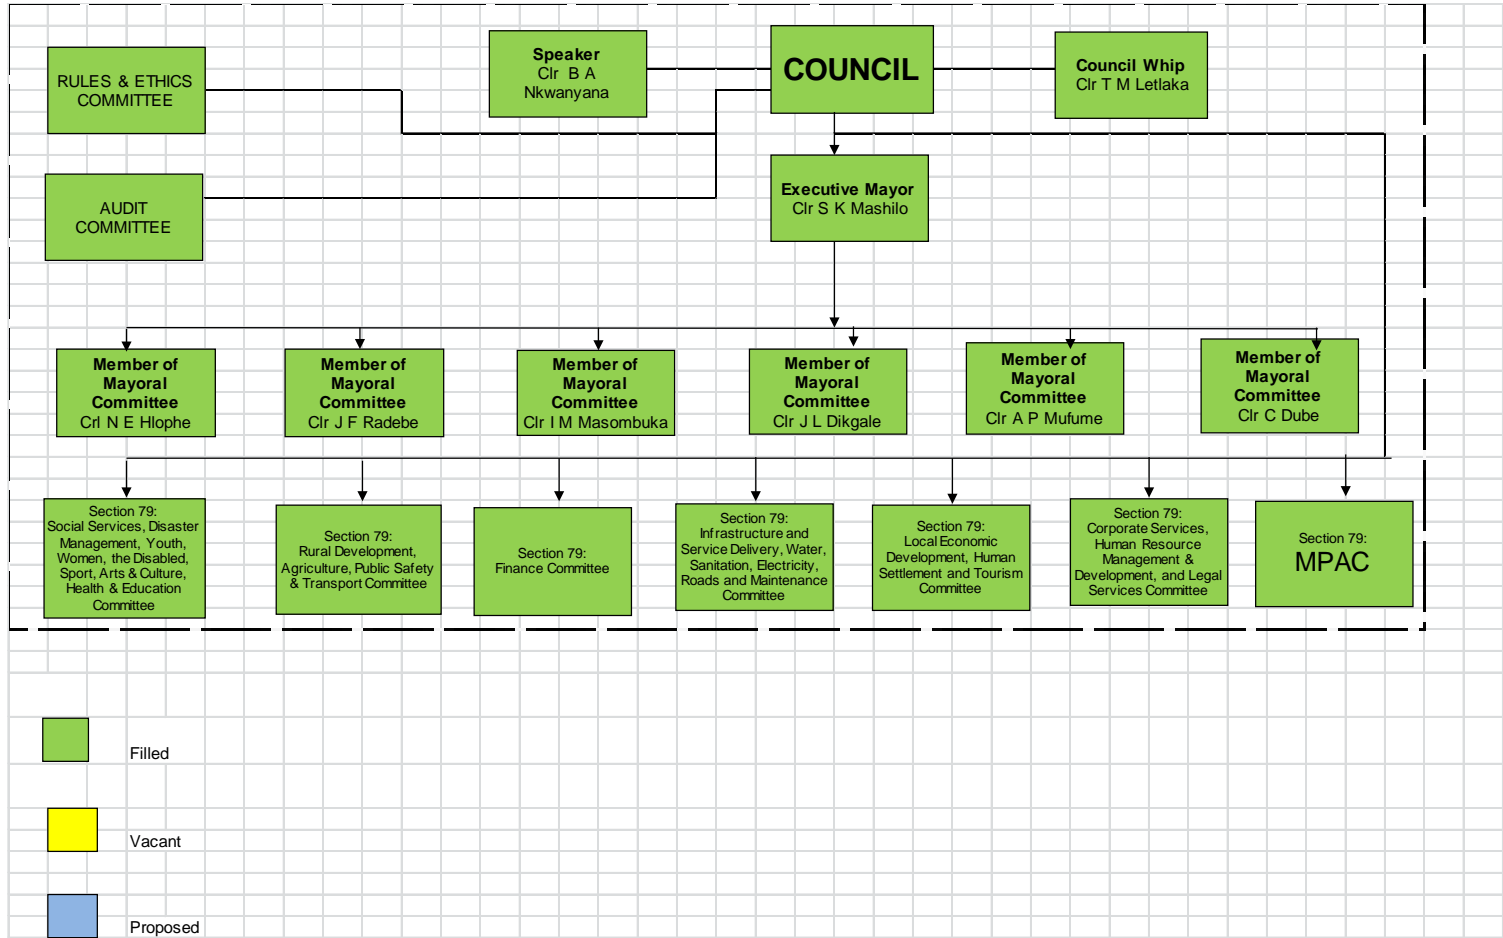 RULES & ETHICS
COMMITTEE
Speaker
Clr B A
Nkwanyana
COUNCIL
Council Whip
Clr T M Letlaka
AUDIT
COMMITTEE
Executive Mayor
Clr S K Mashilo
Member of
Mayoral
Committee
Crl N E Hlophe
Member of
Mayoral
Committee
Clr J F Radebe
Member of
Mayoral
Committee
Clr I M Masombuka
Member of
Mayoral
Committee
Clr J L Dikgale
Member of
Mayoral
Committee
Clr A P Mufume
Member of
Mayoral
Committee
Clr C Dube
Section 79:
Social Services, Disaster
Management, Youth,
Women, the Disabled,
Sport, Arts & Culture,
Health & Education
Committee
Section 79:
Rural Development,
Agriculture, Public Safety
& Transport Committee
Section 79:
Finance Committee
Section 79:
Infrastructure and
Service Delivery, Water,
Sanitation, Electricity,
Roads and Maintenance
Committee
Section 79:
Local Economic
Development, Human
Settlement and Tourism
Committee
Section 79:
Corporate Services,
Human Resource
Management &
Development, and Legal
Services Committee
Section 79:
MPAC
Filled
Vacant
Proposed